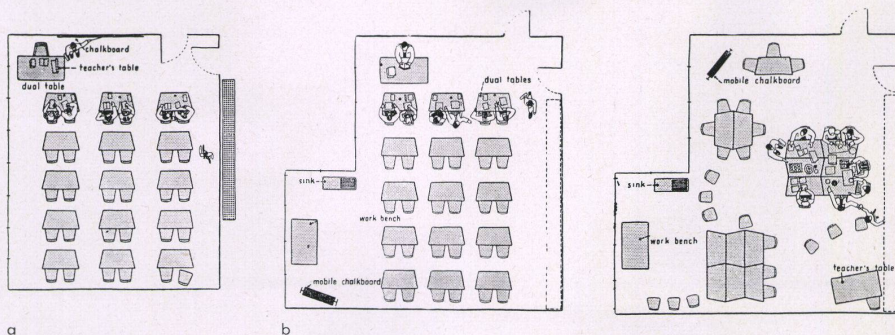 chalkboard
teacher's table
dual table
a
dual tables
sink
work bench
mobile chalkboard
b
mobile chalkboard
sink
work bench
teacher's table